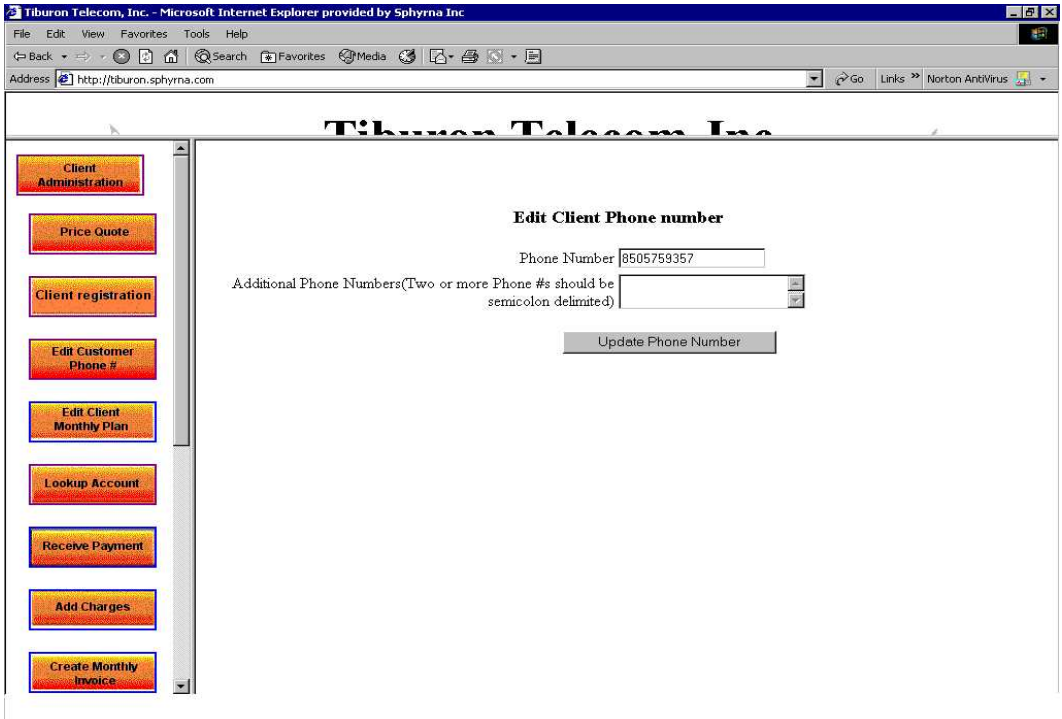 Tiburon Telecom, Inc. - Microsoft Internet Explorer provided by Sphyrna Inc
File Edit View Favorites Tools Help
Back Search Favorites Media
Address http://tiburon.sphyrna.com Go Links » Norton AntiVirus
Tiburon Telecom, Inc.
Client
Administration
Price Quote
Client registration
Edit Customer
Phone #
Edit Client
Monthly Plan
Lookup Account
Receive Payment
Add Charges
Create Monthly
Invoice
Edit Client Phone number
Phone Number 8505759357
Additional Phone Numbers(Two or more Phone #s should be
semicolon delimited)
Update Phone Number